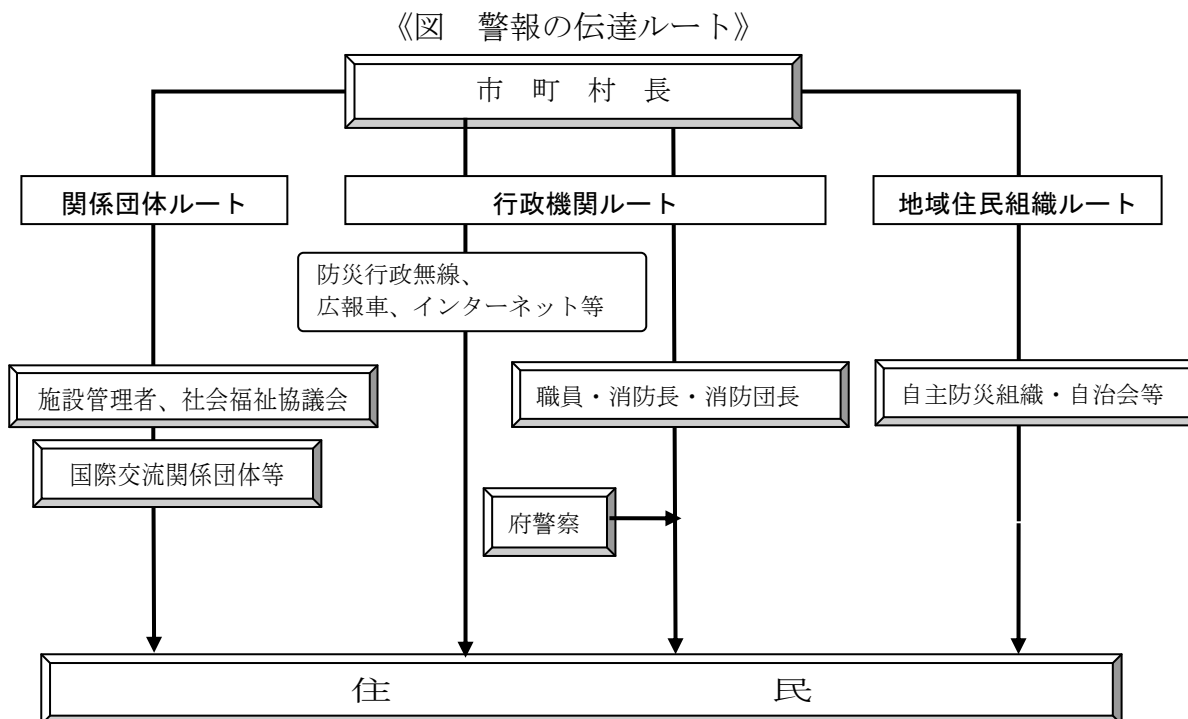 《図　警報の伝達ルート》
市　町　村　長
関係団体ルート
行政機関ルート
地域住民組織ルート
防災行政無線、
広報車、インターネット等
施設管理者、社会福祉協議会
職員・消防長・消防団長
自主防災組織・自治会等
国際交流関係団体等
府警察
住　民